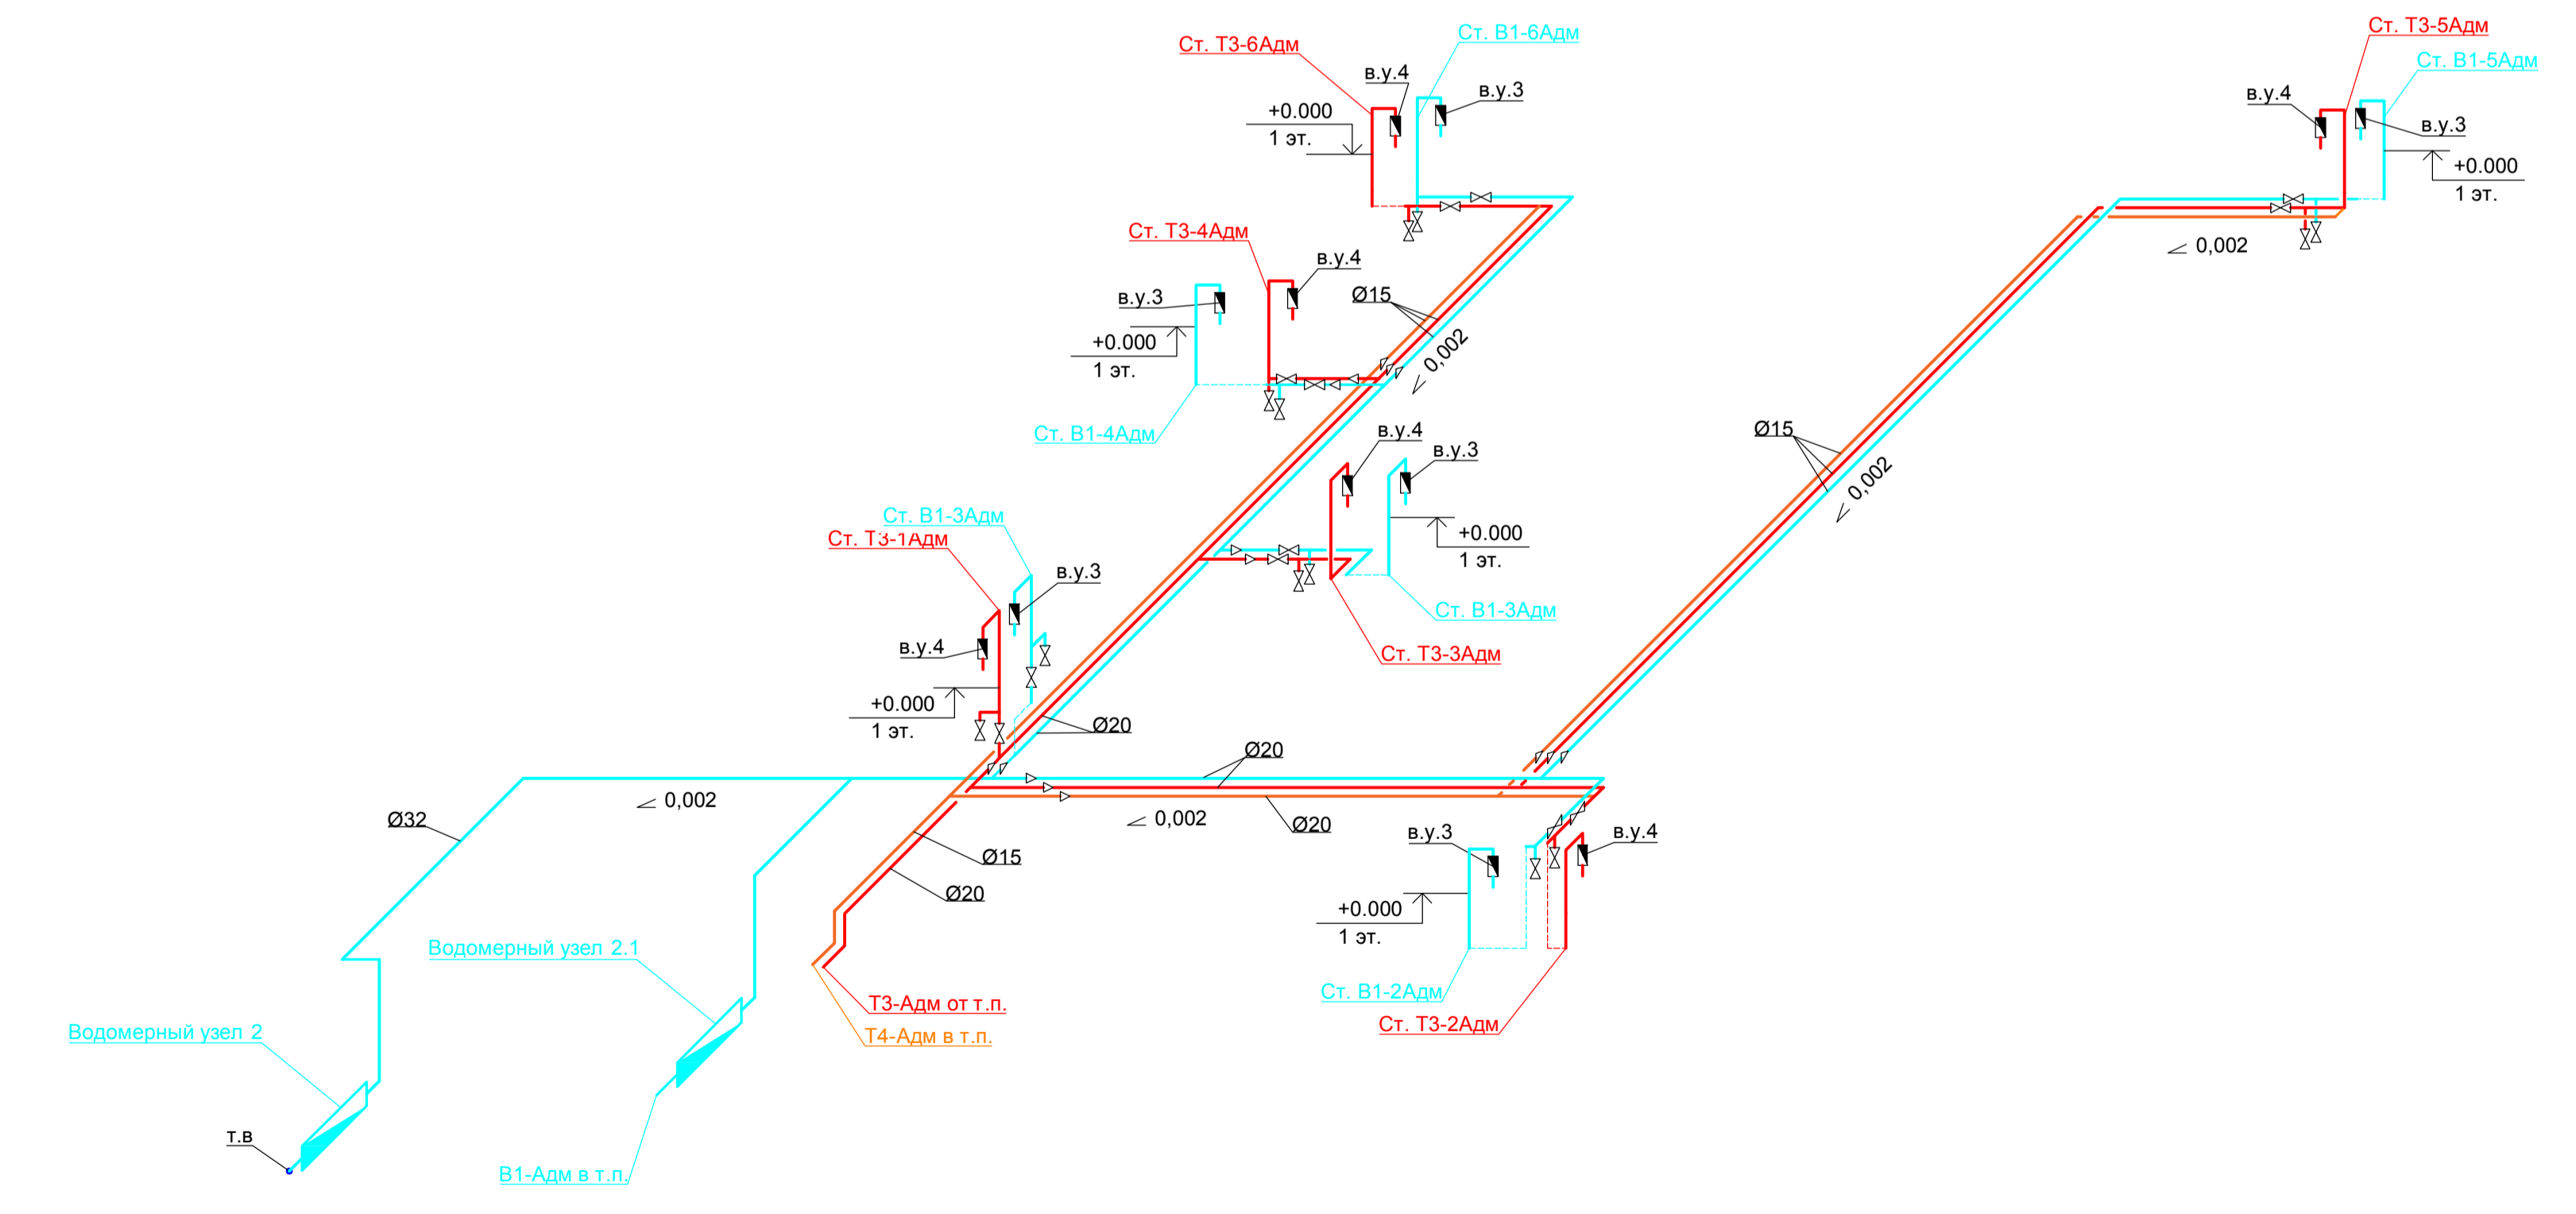 Ст. Т3-5Адм
Ст. В1-6Адм
Ст. Т3-6Адм
Ст. В1-5Адм
в.у.4
в.у.3
в.у.4
+0.000
1 эт.
в.у.3
+0.000
1 эт.
Ст. Т3-4Адм
0,002
в.у.4
в.у.3
Ø15
+0.000
1 эт.
0,002
Ст. В1-4Адм
в.у.4
Ø15
в.у.3
0,002
Ст. В1-3Адм
Ст. Т3-1Адм
+0.000
1 эт.
в.у.3
Ст. В1-3Адм
в.у.4
Ст. Т3-3Адм
+0.000
1 эт.
Ø20
Ø20
0,002
Ø32
0,002
Ø20
в.у.3
в.у.4
Ø15
Ø20
+0.000
1 эт.
Водомерный узел 2.1
Ст. В1-2Адм
Т3-Адм от т.п.
Ст. Т3-2Адм
Водомерный узел 2
Т4-Адм в т.п.
т.в
В1-Адм в т.п.